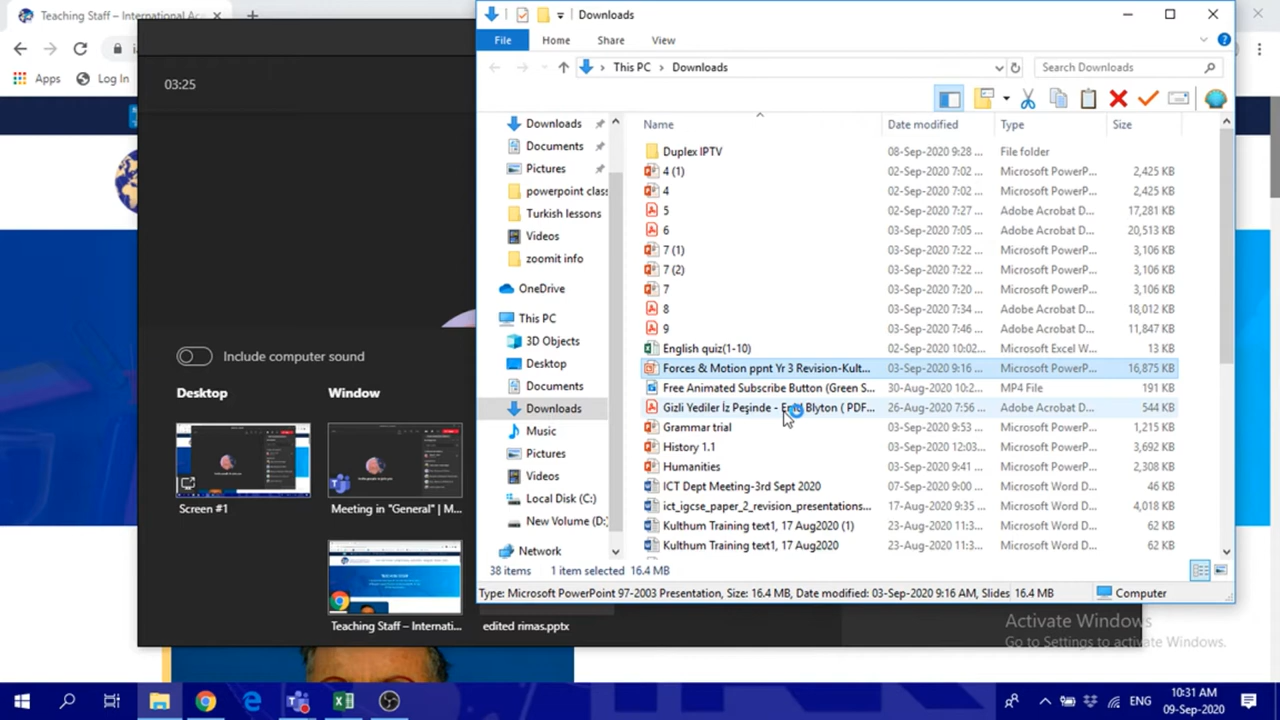 Teaching Staff – International Ac
Downloads
File Home Share View
This PC > Downloads
Search Downloads
Apps Log In
03:25
Name Date modified Type Size
Downloads
Documents
Pictures
powerpoint clas
Turkish lessons
Videos
zoomit info
OneDrive
This PC
3D Objects
Desktop
Documents
Downloads
Music
Pictures
Videos
Local Disk (C:)
New Volume (D:
Network
Duplex IPTV 08-Sep-2020 9:28 ... File folder
4 (1) 02-Sep-2020 7:02 ... Microsoft PowerP... 2,425 KB
4 02-Sep-2020 7:02 ... Microsoft PowerP... 2,425 KB
5 02-Sep-2020 7:27 ... Adobe Acrobat D... 17,281 KB
6 02-Sep-2020 7:05 ... Adobe Acrobat D... 20,513 KB
7 (1) 03-Sep-2020 7:22 ... Microsoft PowerP... 3,106 KB
7 (2) 03-Sep-2020 7:22 ... Microsoft PowerP... 3,106 KB
7 03-Sep-2020 7:20 ... Microsoft PowerP... 3,106 KB
8 03-Sep-2020 7:34 ... Adobe Acrobat D... 18,012 KB
9 03-Sep-2020 7:46 ... Adobe Acrobat D... 11,847 KB
English quiz(1-10) 02-Sep-2020 10:02... Microsoft Excel W... 13 KB
Forces & Motion ppnt Yr 3 Revision-Kult... 03-Sep-2020 9:16 ... Microsoft PowerP... 16,875 KB
Free Animated Subscribe Button (Green S... 30-Aug-2020 10:2... MP4 File 191 KB
Gizli Yediler İz Peşinde - Enid Blyton ( PDF... 26-Aug-2020 7:56 ... Adobe Acrobat D... 544 KB
Grammar trial 03-Sep-2020 9:53 ... Microsoft PowerP... 1,213 KB
History 1.1 03-Sep-2020 12:03... Microsoft PowerP... 3,692 KB
Humanities 03-Sep-2020 9:41 ... Microsoft PowerP... 2,308 KB
ICT Dept Meeting-3rd Sept 2020 07-Sep-2020 9:00 ... Microsoft Word D... 46 KB
ict_igcse_paper_2_revision_presentations... 17-Aug-2020 9:35 ... Microsoft Word D... 4,018 KB
Kulthum Training text1, 17 Aug2020 (1) 23-Aug-2020 11:3... Microsoft Word D... 62 KB
Kulthum Training text1, 17 Aug2020 23-Aug-2020 11:3... Microsoft Word D... 62 KB
38 items 1 item selected 16.4 MB
Type: Microsoft PowerPoint 97-2003 Presentation, Size: 16.4 MB, Date modified: 03-Sep-2020 9:16 AM, Slides 16.4 MB
Computer
Include computer sound
Desktop Window
Screen #1
Meeting in "General" | M...
Teaching Staff – Internati...
edited rimas.pptx
Activate Windows
Go to Settings to activate Windows.
ENG
10:31 AM
09-Sep-2020